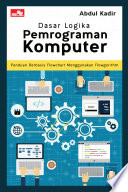 Abdul Kadir
Dasar Logika
Pemrograman
Komputer
Panduan Berbasis Flowchart Menggunakan Flowgorithm